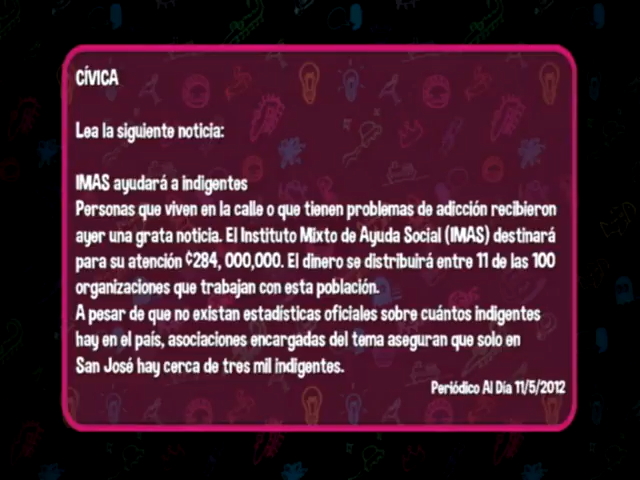 CÍVICA
Lea la siguiente noticia:
IMAS ayudará a indigentes
Personas que viven en la calle o que tienen problemas de adicción recibieron
ayer una grata noticia. El Instituto Mixto de Ayuda Social (IMAS) destinará
para su atención ¢284, 000,000. El dinero se distribuirá entre 11 de las 100
organizaciones que trabajan con esta población.
A pesar de que no existan estadísticas oficiales sobre cuántos indigentes
hay en el país, asociaciones encargadas del tema aseguran que solo en
San José hay cerca de tres mil indigentes.
Periódico Al Día 11/5/2012